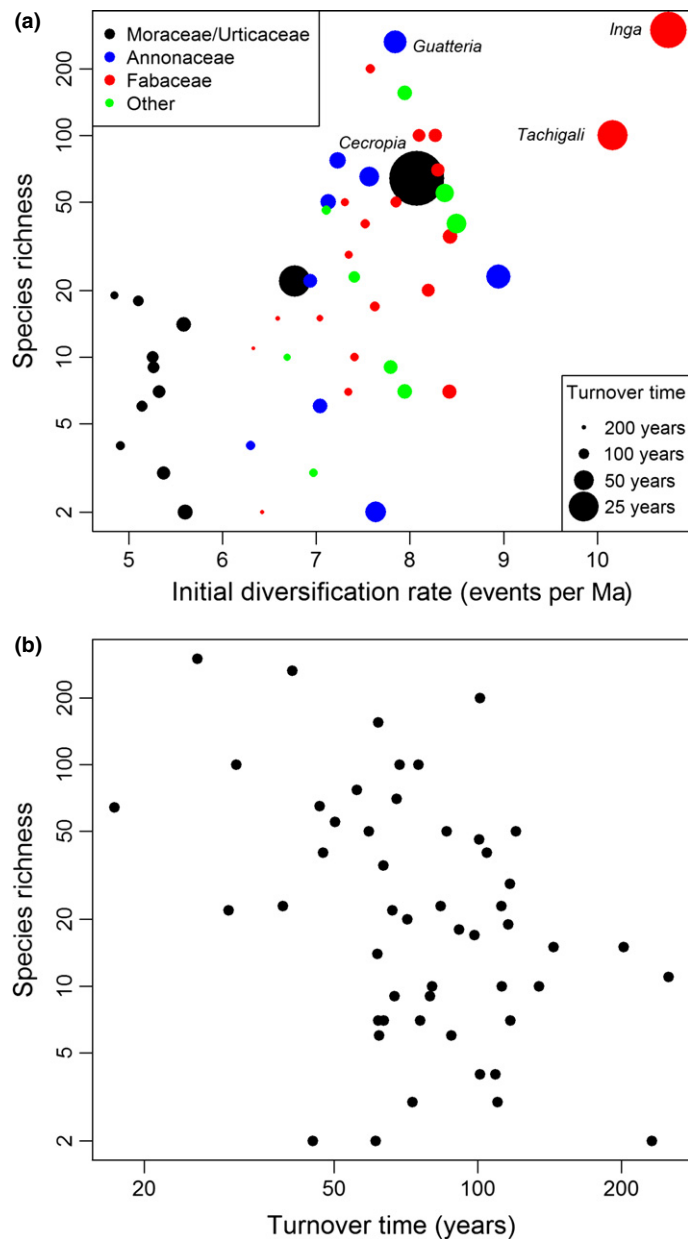 (a)
Moraceae/Urticaceae
Annonaceae
Fabaceae
Other
Guatteria
Inga
Cecropia
Tachigali
Species richness
200
100
50
20
10
5
2
Turnover time
200 years
100 years
50 years
25 years
5 6 7 8 9 10
Initial diversification rate (events per Ma)
(b)
Species richness
200
100
50
20
10
5
2
20 50 100 200
Turnover time (years)